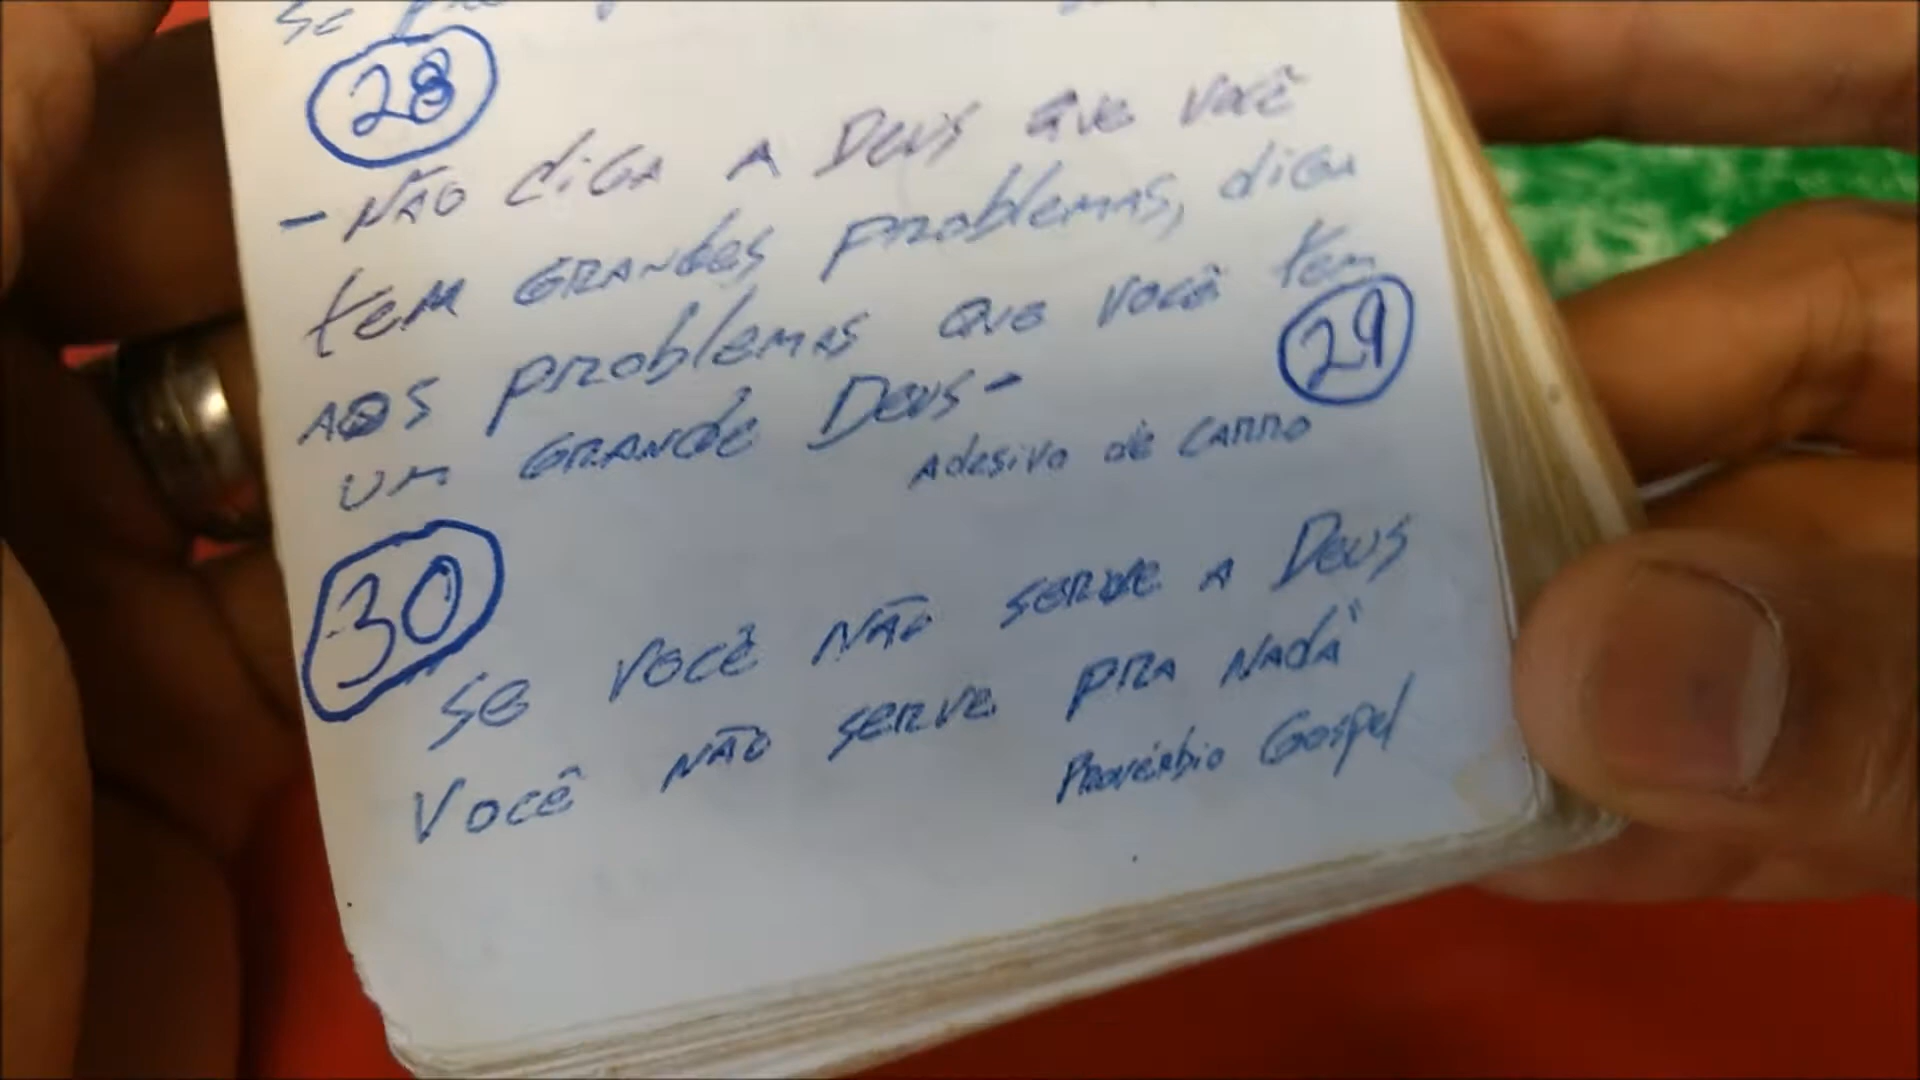 Se
28
- NÃO diGA A DEUS QUE VOCÊ
tEM GRANdES problEMAS, diGA
AOS problEMAS QUE VOCÊ tEM
29
UM GRANdE DEUS -
AdEsivo dE CARRO
30
SE VOCÊ NÃO SERVE A DEUS
VOCÊ NÃO SERVE PRA NAdA"
Provérbio Gospel